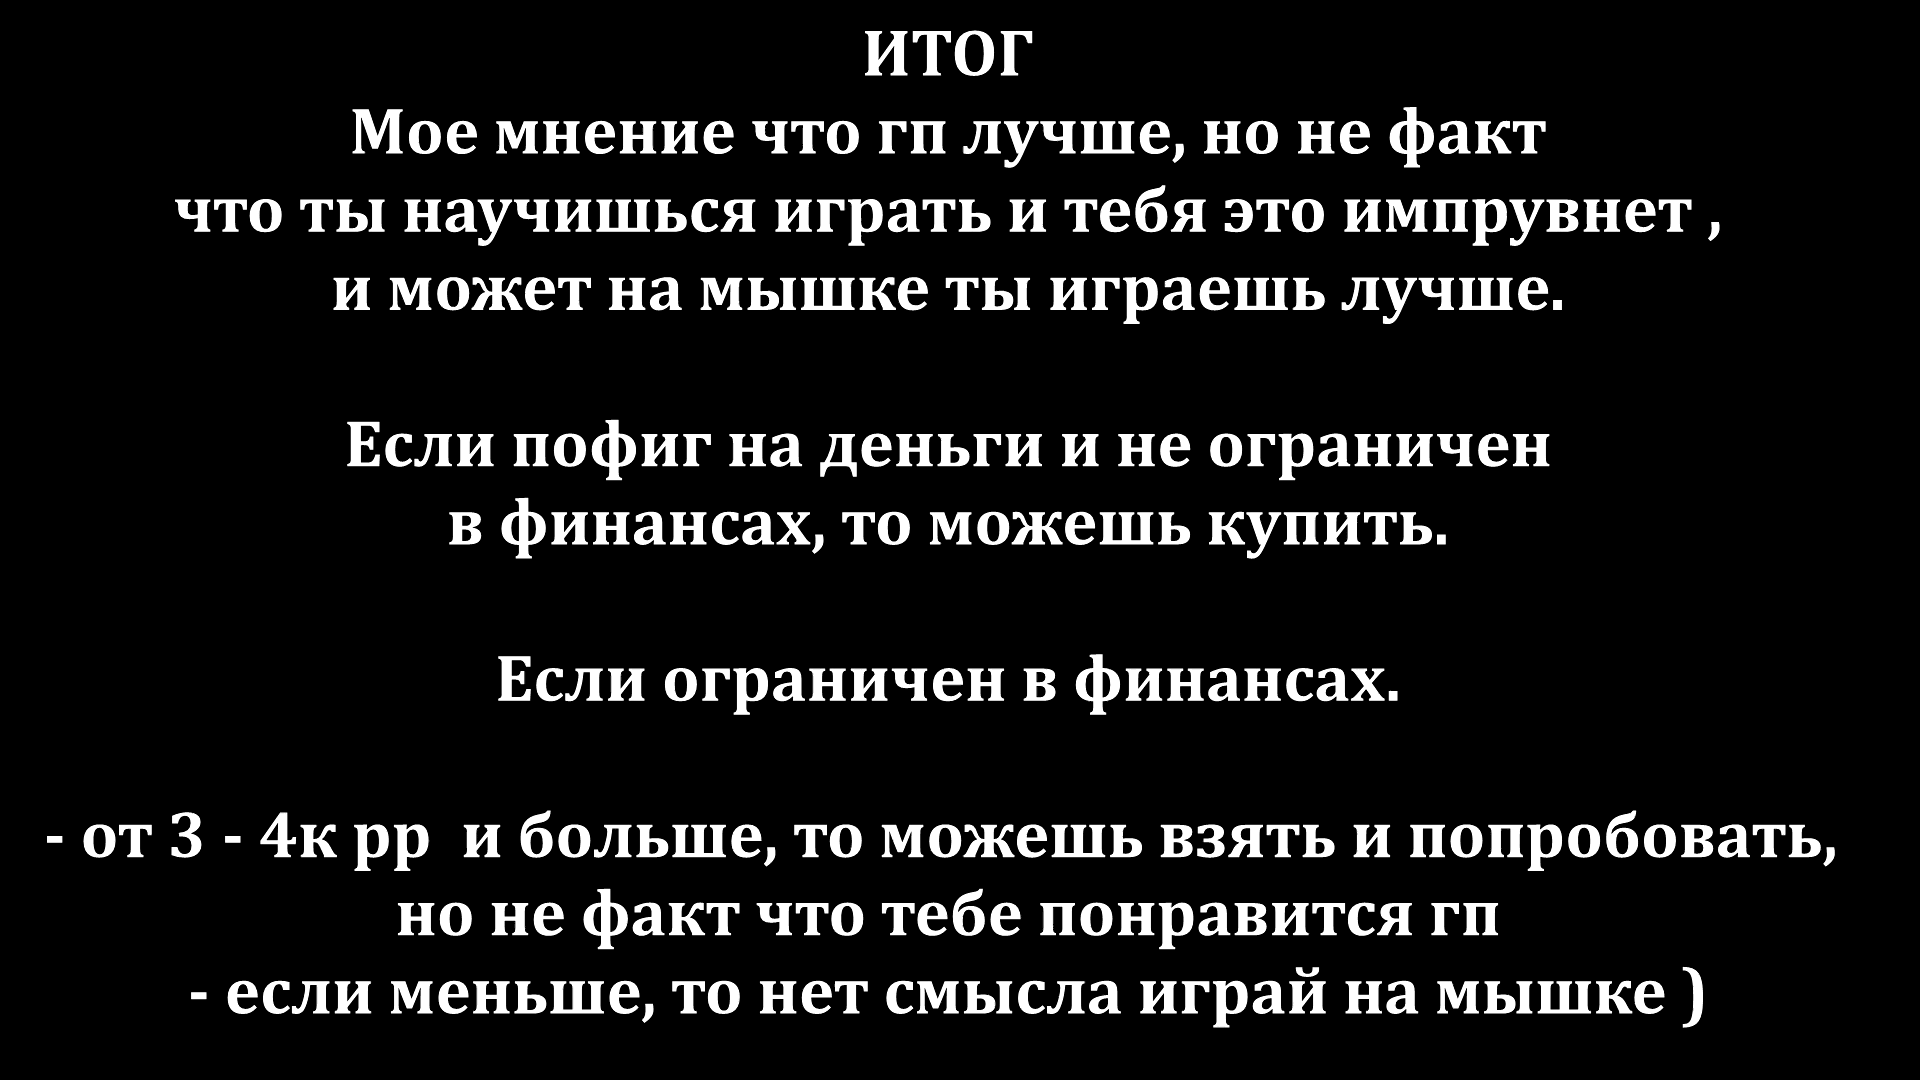 ИТОГ
Мое мнение что гп лучше, но не факт
что ты научишься играть и тебя это импрувнет ,
и может на мышке ты играешь лучше.
Если пофиг на деньги и не ограничен
в финансах, то можешь купить.
Если ограничен в финансах.
- от 3 - 4к рр  и больше, то можешь взять и попробовать,
но не факт что тебе понравится гп
- если меньше, то нет смысла играй на мышке )